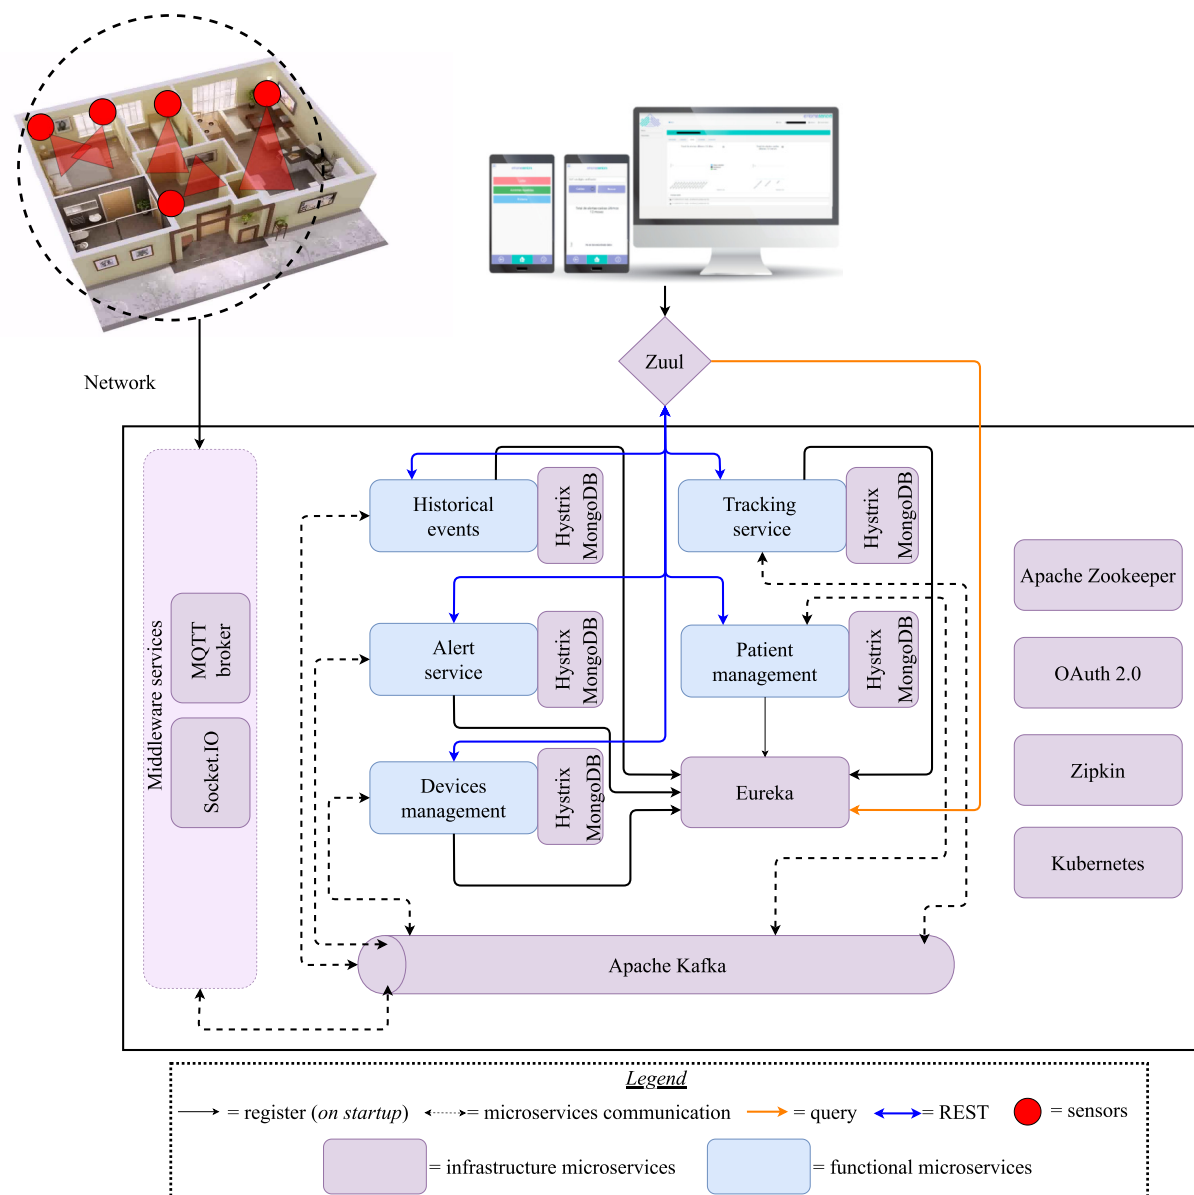 Network
Zuul
Middleware services
MQTT
broker
Socket.IO
Historical
events
Hystrix
MongoDB
Tracking
service
Hystrix
MongoDB
Alert
service
Hystrix
MongoDB
Patient
management
Hystrix
MongoDB
Devices
management
Hystrix
MongoDB
Eureka
Apache Zookeeper
OAuth 2.0
Zipkin
Kubernetes
Apache Kafka
Legend
= register (on startup)
= microservices communication
= query
= REST
= sensors
= infrastructure microservices
= functional microservices